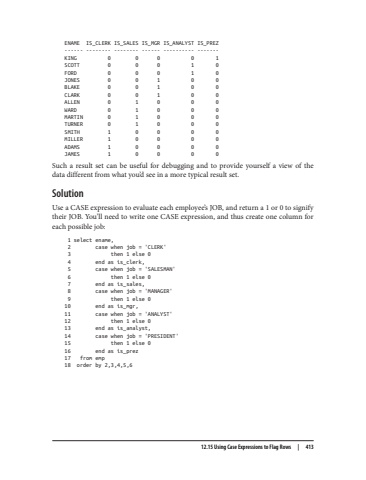 ENAME  IS_CLERK IS_SALES IS_MGR IS_ANALYST IS_PREZ
------ -------- -------- ------ ---------- -------
KING          0        0      0          0       1
SCOTT         0        0      0          1       0
FORD          0        0      0          1       0
JONES         0        0      1          0       0
BLAKE         0        0      1          0       0
CLARK         0        0      1          0       0
ALLEN         0        1      0          0       0
WARD          0        1      0          0       0
MARTIN        0        1      0          0       0
TURNER        0        1      0          0       0
SMITH         1        0      0          0       0
MILLER        1        0      0          0       0
ADAMS         1        0      0          0       0
JAMES         1        0      0          0       0
Such a result set can be useful for debugging and to provide yourself a view of the
data different from what you'd see in a more typical result set.
Solution
Use a CASE expression to evaluate each employee's JOB, and return a 1 or 0 to signify
their JOB. You'll need to write one CASE expression, and thus create one column for
each possible job:
1 select ename,
2        case when job = 'CLERK'
3             then 1 else 0
4        end as is_clerk,
5        case when job = 'SALESMAN'
6             then 1 else 0
7        end as is_sales,
8        case when job = 'MANAGER'
9             then 1 else 0
10        end as is_mgr,
11        case when job = 'ANALYST'
12             then 1 else 0
13        end as is_analyst,
14        case when job = 'PRESIDENT'
15             then 1 else 0
16        end as is_prez
17   from emp
18  order by 2,3,4,5,6
12.15 Using Case Expressions to Flag Rows | 413